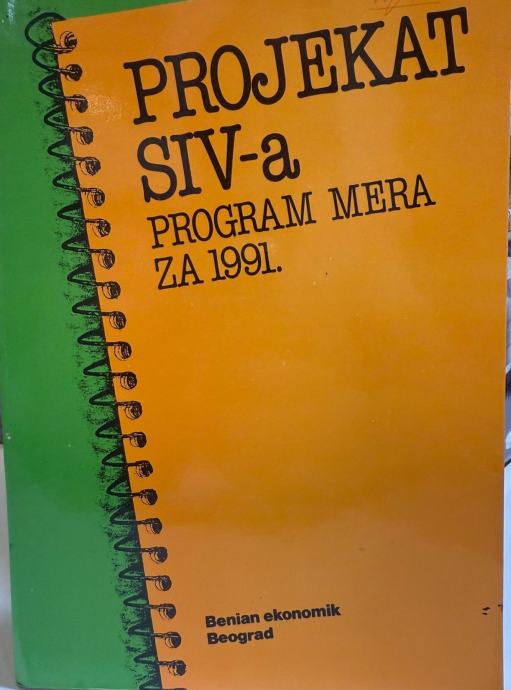 PROJEKAT
SIV-a
PROGRAM MERA
ZA 1991.
Benian ekonomik
Beograd